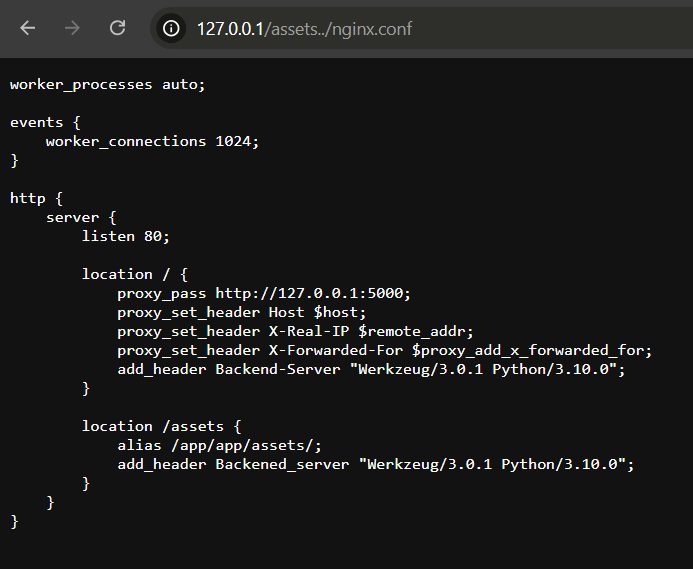 127.0.0.1/assets../nginx.conf
worker_processes auto;
events {
    worker_connections 1024;
}
http {
    server {
        listen 80;
        location / {
            proxy_pass http://127.0.0.1:5000;
            proxy_set_header Host $host;
            proxy_set_header X-Real-IP $remote_addr;
            proxy_set_header X-Forwarded-For $proxy_add_x_forwarded_for;
            add_header Backend-Server "Werkzeug/3.0.1 Python/3.10.0";
        }
        location /assets {
            alias /app/app/assets/;
            add_header Backened_server "Werkzeug/3.0.1 Python/3.10.0";
        }
    }
}